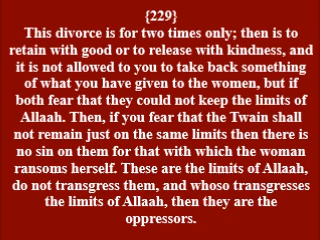 {229}
This divorce is for two times only; then is to
retain with good or to release with kindness, and
it is not allowed to you to take back something
of what you have given to the women, but if
both fear that they could not keep the limits of
Allaah. Then, if you fear that the Twain shall
not remain just on the same limits then there is
no sin on them for that with which the woman
ransoms herself. These are the limits of Allaah,
do not transgress them, and whoso transgresses
the limits of Allaah, then they are the
oppressors.